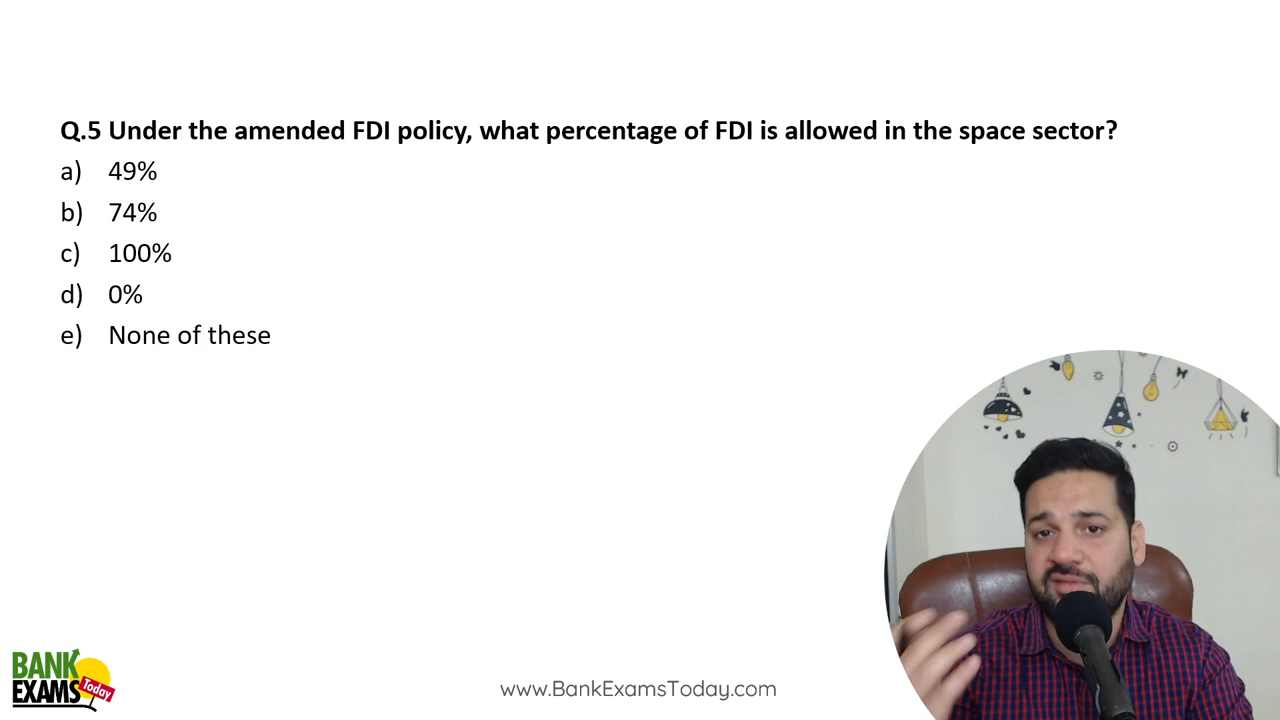 Q.5 Under the amended FDI policy, what percentage of FDI is allowed in the space sector?
a) 49%
b) 74%
c) 100%
d) 0%
e) None of these
BANK
EXAMS
Today
www.BankExamsToday.com